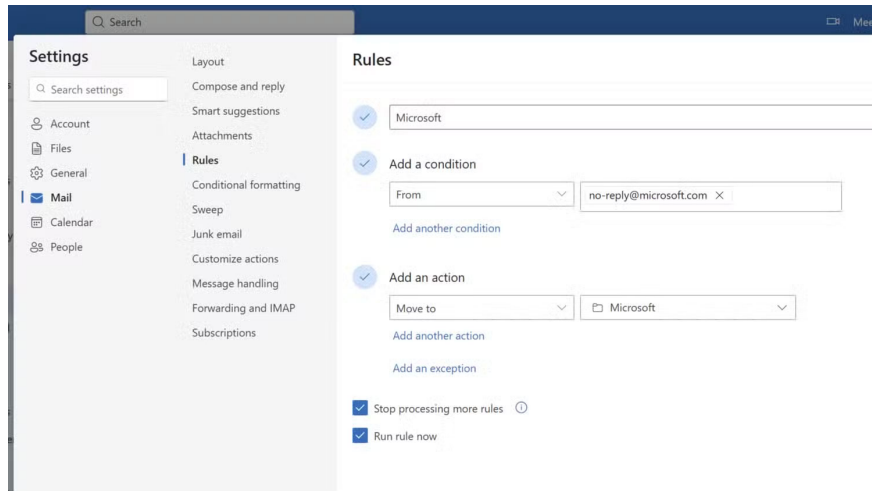 Search
Mee
Settings
Search settings
Account
Files
General
Mail
Calendar
People
Layout
Compose and reply
Smart suggestions
Attachments
Rules
Conditional formatting
Sweep
Junk email
Customize actions
Message handling
Forwarding and IMAP
Subscriptions
Rules
Microsoft
Add a condition
From
no-reply@microsoft.com
Add another condition
Add an action
Move to
Microsoft
Add another action
Add an exception
Stop processing more rules
Run rule now